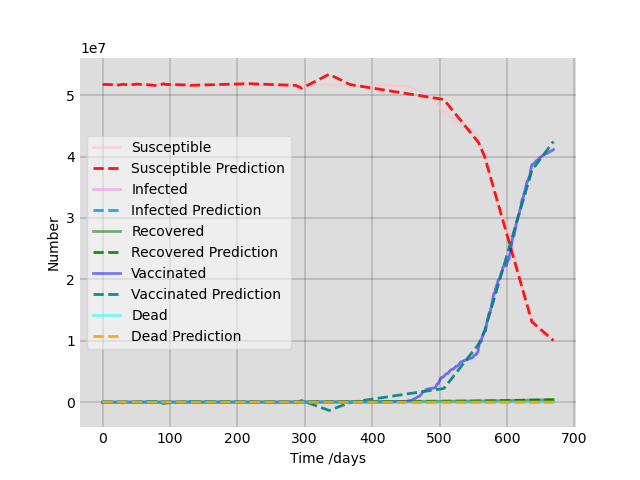 1e7
5
4
3
2
1
0
Number
Susceptible
Susceptible Prediction
Infected
Infected Prediction
Recovered
Recovered Prediction
Vaccinated
Vaccinated Prediction
Dead
Dead Prediction
0 100 200 300 400 500 600 700
Time /days